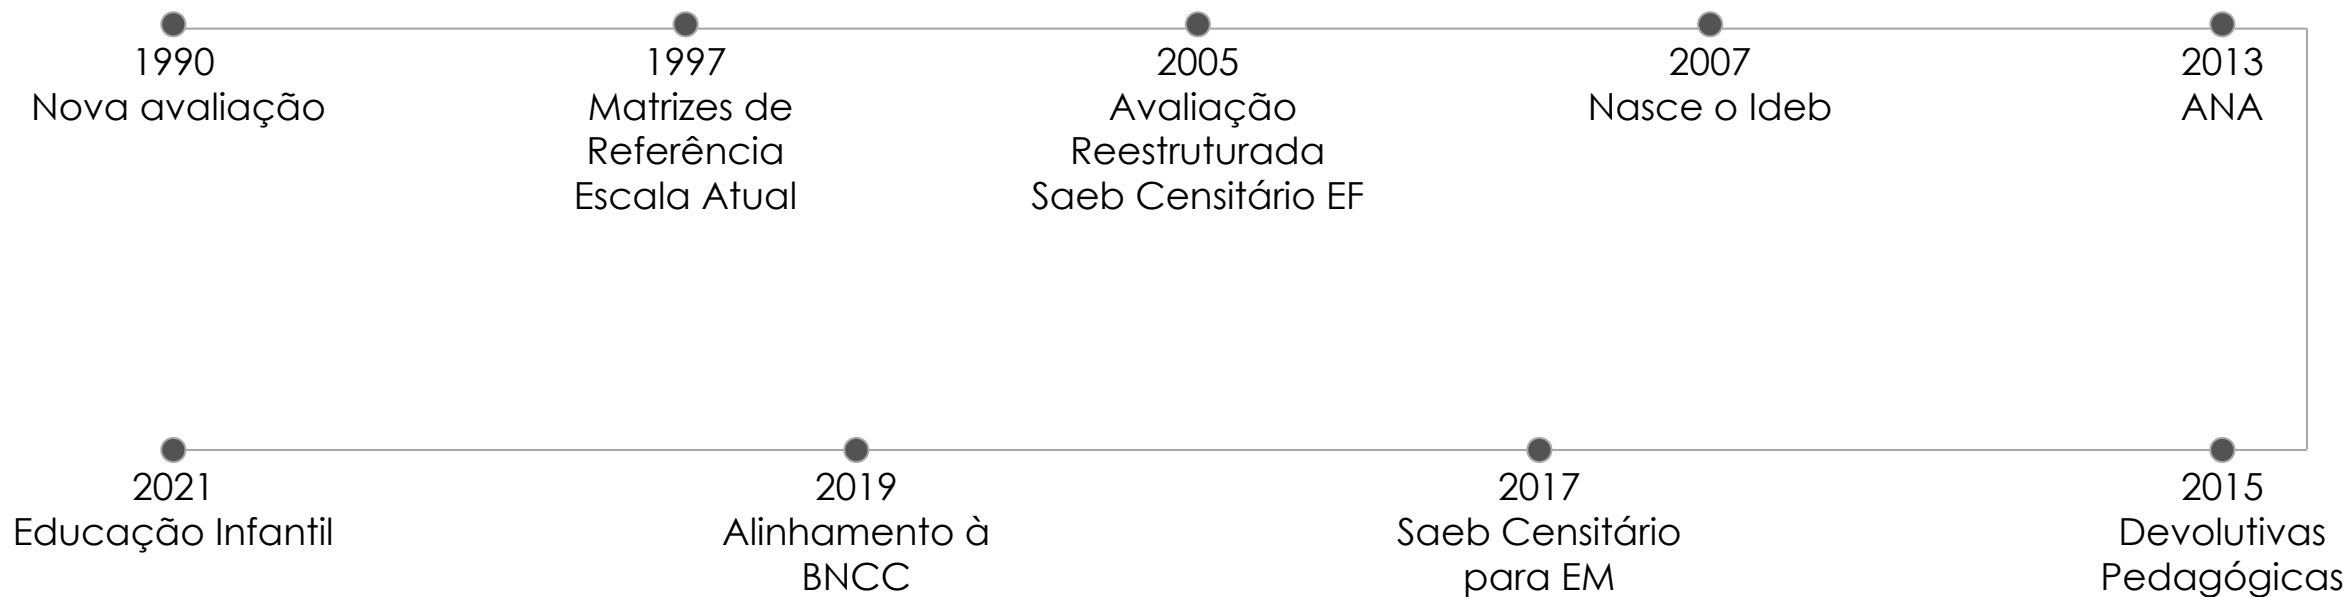 1990
Nova avaliação
1997
Matrizes de
Referência
Escala Atual
2005
Avaliação
Reestruturada
Saeb Censitário EF
2007
Nasce o Ideb
2013
ANA
2015
Devolutivas
Pedagógicas
2017
Saeb Censitário
para EM
2019
Alinhamento à
BNCC
2021
Educação Infantil